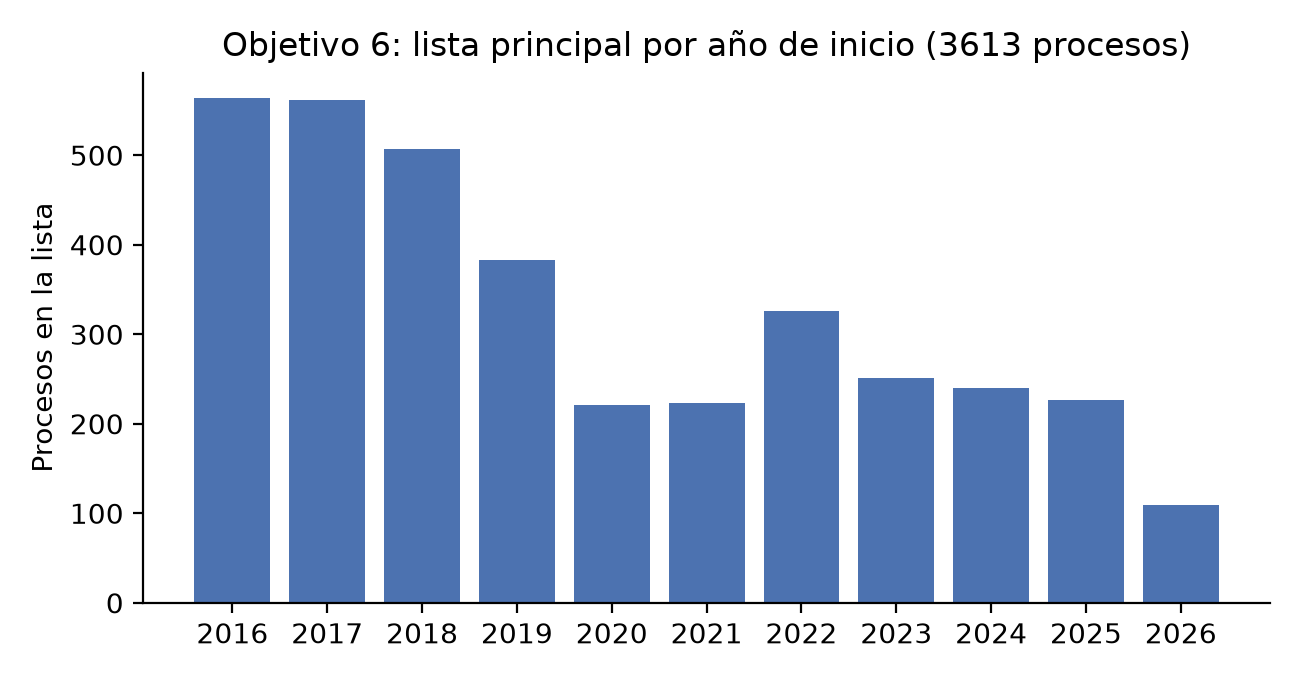 Objetivo 6: lista principal por año de inicio (3613 procesos)
Procesos en la lista
500
400
300
200
100
0
2016 2017 2018 2019 2020 2021 2022 2023 2024 2025 2026